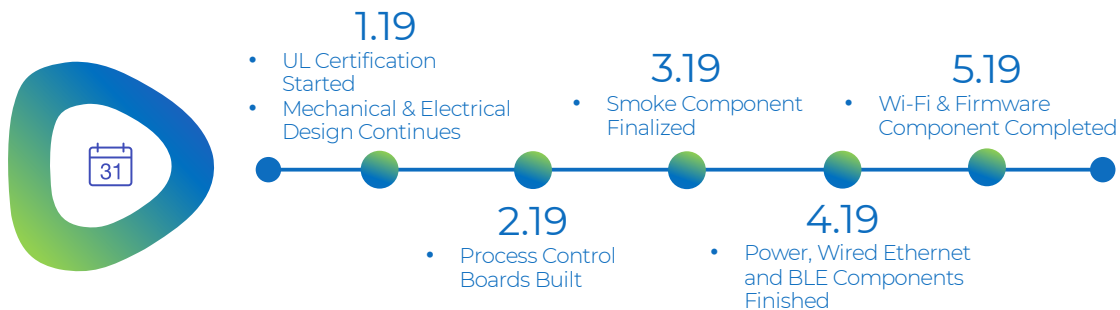 31
1.19
• UL Certification
Started
• Mechanical & Electrical
Design Continues
2.19
• Process Control
Boards Built
3.19
• Smoke Component
Finalized
4.19
• Power, Wired Ethernet
and BLE Components
Finished
5.19
• Wi-Fi & Firmware
Component Completed